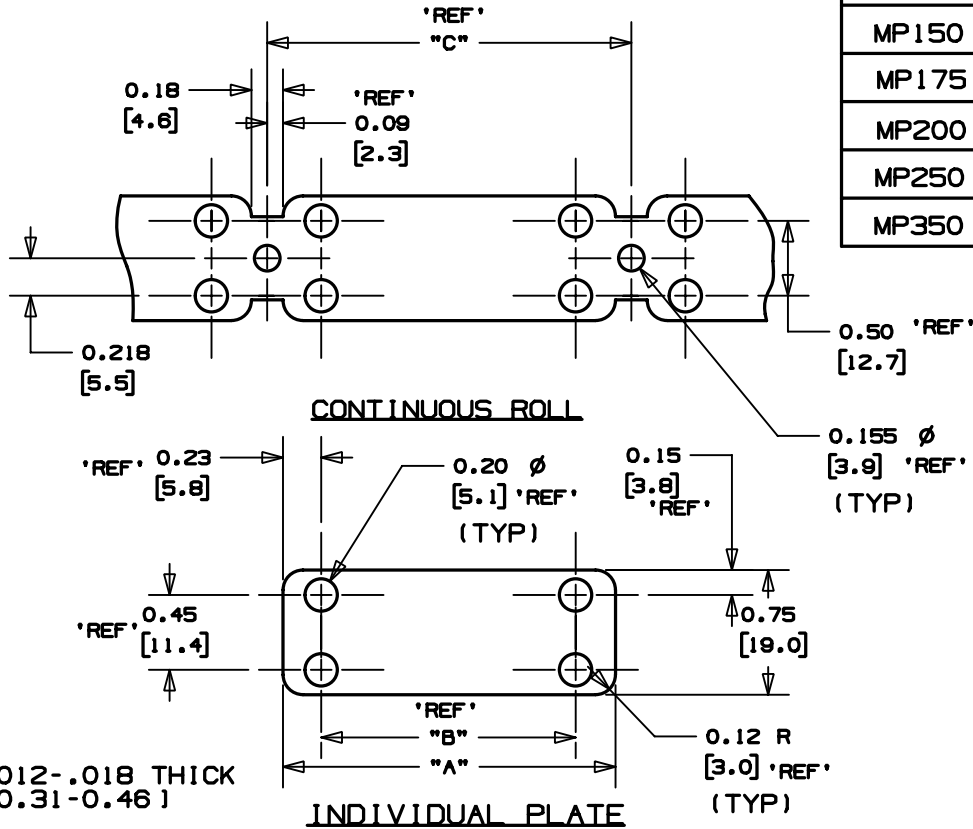 'REF'
"C"
MP150
MP175
MP200
MP250
MP350
0.18
[4.6]
'REF'
0.09
[2.3]
0.218
[5.5]
0.50 'REF'
[12.7]
CONTINUOUS ROLL
0.155 Ø
[3.9] 'REF'
(TYP)
'REF' 0.23
[5.8]
0.20 Ø
[5.1] 'REF'
(TYP)
0.15
[3.8]
'REF'
0.45
'REF' [11.4]
0.75
[19.0]
'REF'
"B"
"A"
0.12 R
[3.0] 'REF'
(TYP)
012-.018 THICK
0.31-0.46]
INDIVIDUAL PLATE